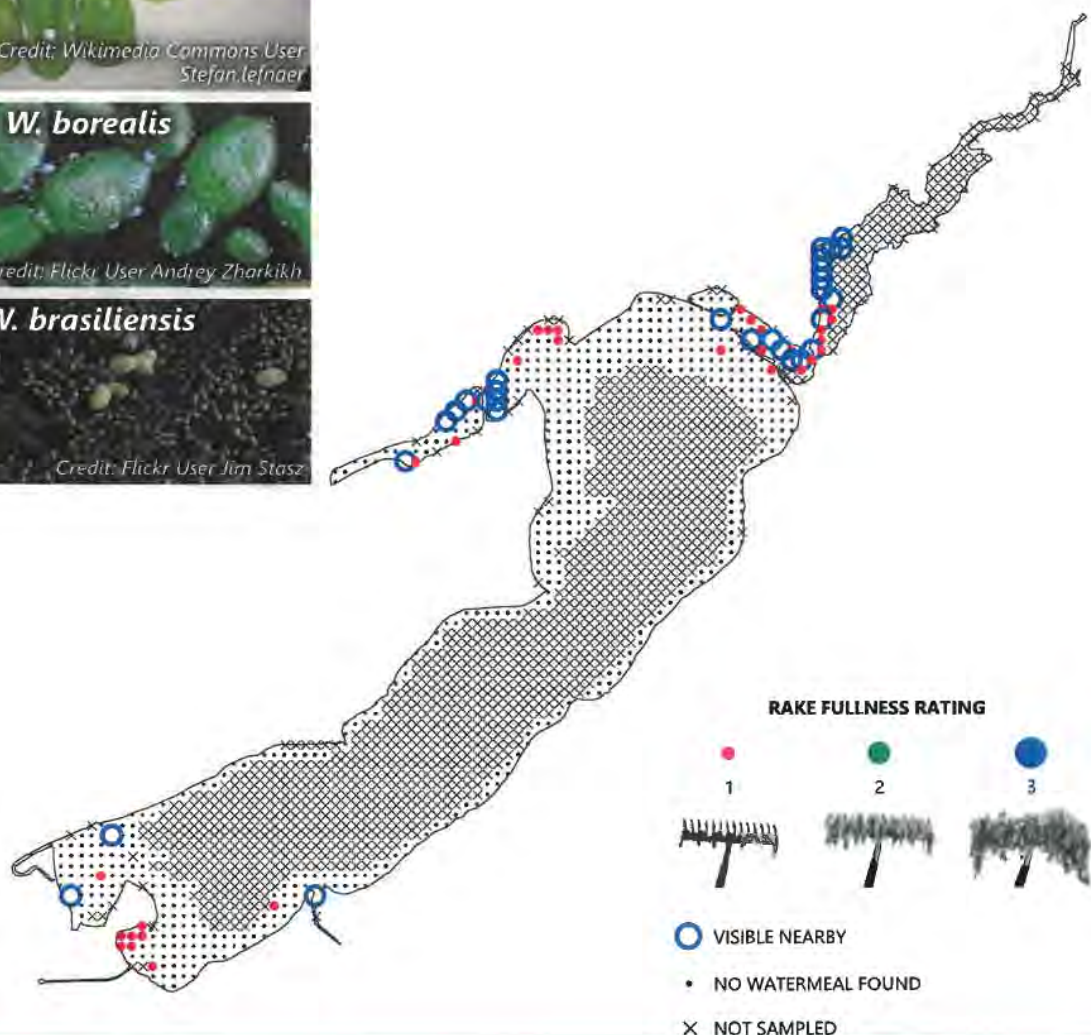 Credit: Wikimedia Commons User
Stefan.lefnaer
W. borealis
Credit: Flickr User Andrey Zharkikh
W. brasiliensis
Credit: Flickr User Jim Stasz
RAKE FULLNESS RATING
1
2
3
VISIBLE NEARBY
NO WATERMEAL FOUND
NOT SAMPLED